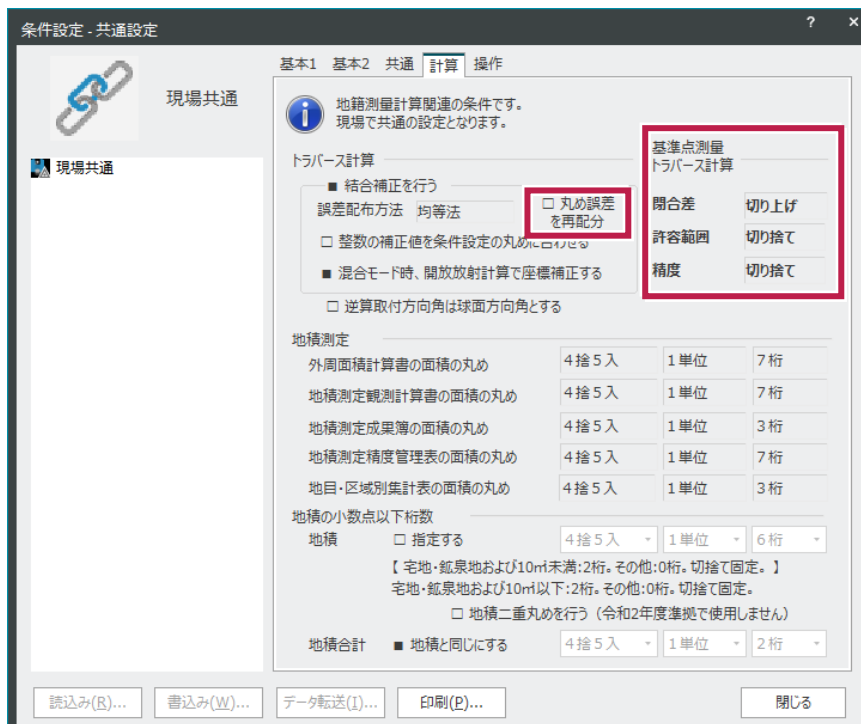 条件設定 - 共通設定
? ×
現場共通
現場共通
基本1 基本2 共通 計算 操作
地籍測量計算関連の条件です。
現場で共通の設定となります。
トラバース計算
■ 結合補正を行う
誤差配布方法 均等法
□ 丸め誤差
を再配分
□ 整数の補正値を条件設定の丸めに合わせる
■ 混合モード時、開放放射計算で座標補正する
□ 逆算取付方向角は球面方向角とする
基準点測量
トラバース計算
閉合差 切り上げ
許容範囲 切り捨て
精度 切り捨て
地積測定
外周面積計算書の面積の丸め 4捨5入 1単位 7桁
地積測定観測計算書の面積の丸め 4捨5入 1単位 7桁
地積測定成果簿の面積の丸め 4捨5入 1単位 3桁
地積測定精度管理表の面積の丸め 4捨5入 1単位 7桁
地目・区域別集計表の面積の丸め 4捨5入 1単位 3桁
地積の小数点以下桁数
地積 □ 指定する 4捨5入 1単位 6桁
【 宅地・鉱泉地および10㎡未満:2桁。その他:0桁。切捨て固定。 】
宅地・鉱泉地および10㎡以下:2桁。その他:0桁。切捨て固定。
□ 地積二重丸めを行う（令和2年度準拠で使用しません）
地積合計 ■ 地積と同じにする 4捨5入 1単位 2桁
読込み(R)... 書込み(W)... データ転送(I)... 印刷(P)... 閉じる